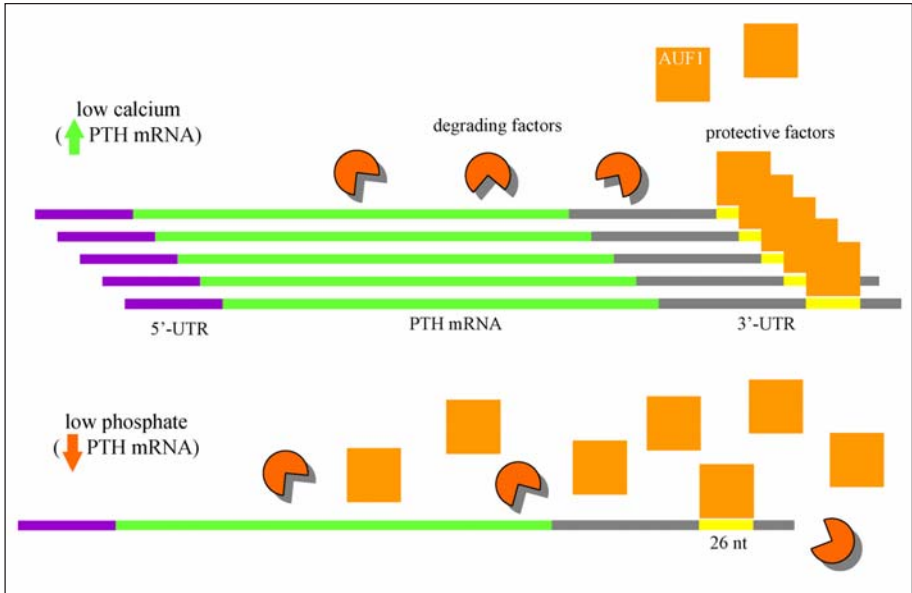 AUF1
low calcium
( PTH mRNA)
degrading factors
protective factors
5’-UTR
PTH mRNA
3’-UTR
low phosphate
( PTH mRNA)
26 nt